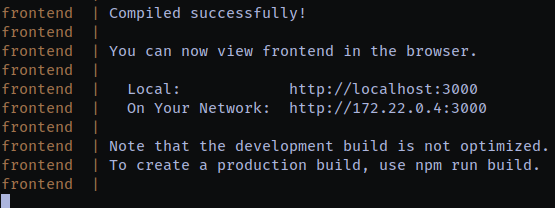 frontend | Compiled successfully!
frontend |
frontend | You can now view frontend in the browser.
frontend |
frontend |   Local:            http://localhost:3000
frontend |   On Your Network:  http://172.22.0.4:3000
frontend |
frontend | Note that the development build is not optimized.
frontend | To create a production build, use npm run build.
frontend |